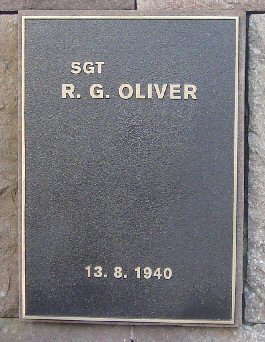 SGT
R. G. OLIVER
13. 8. 1940